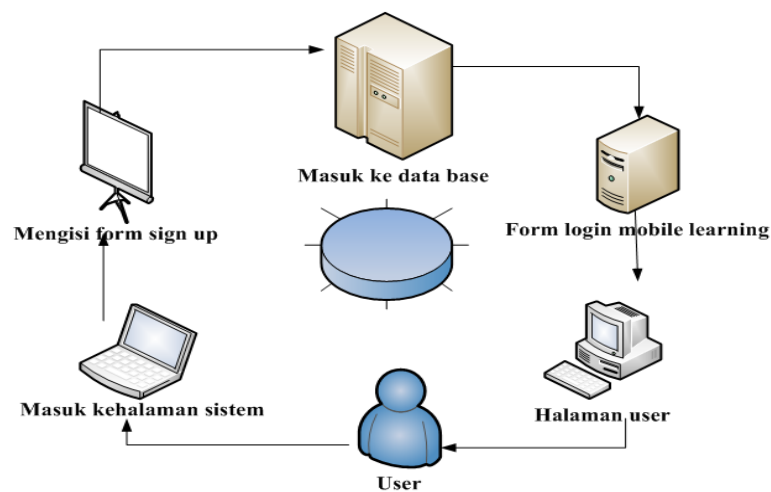 Masuk ke data base
Mengisi form sign up
Form login mobile learning
Masuk kehalaman sistem
Halaman user
User